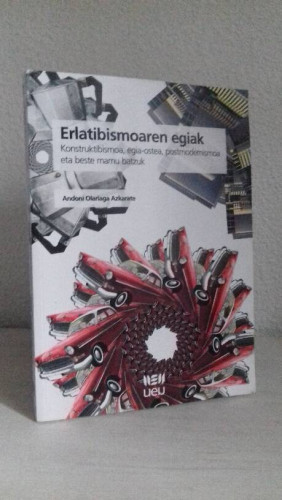 Erlatibismoaren egiak
Konstruktibismoa, egia-ostea, postmodernismoa
eta beste mamu batzuk
Andoni Olariaga Azkarate
UEU